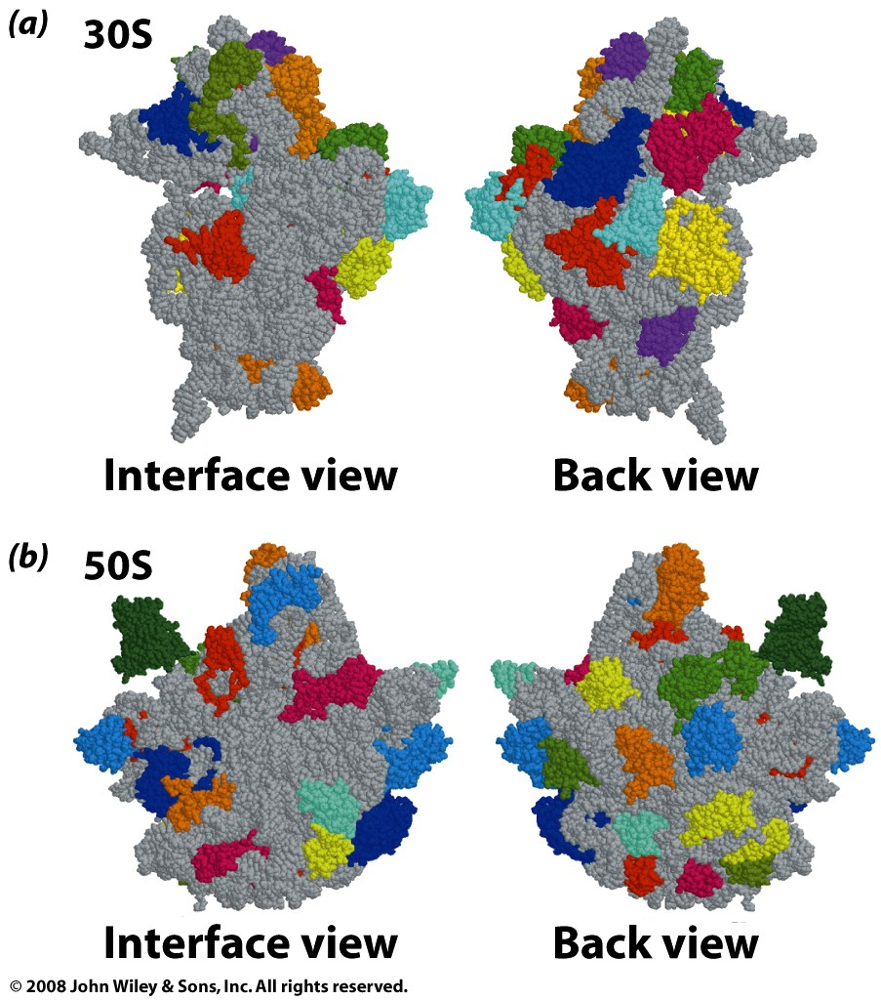 (a) 30S
Interface view Back view
(b) 50S
Interface view Back view
© 2008 John Wiley & Sons, Inc. All rights reserved.